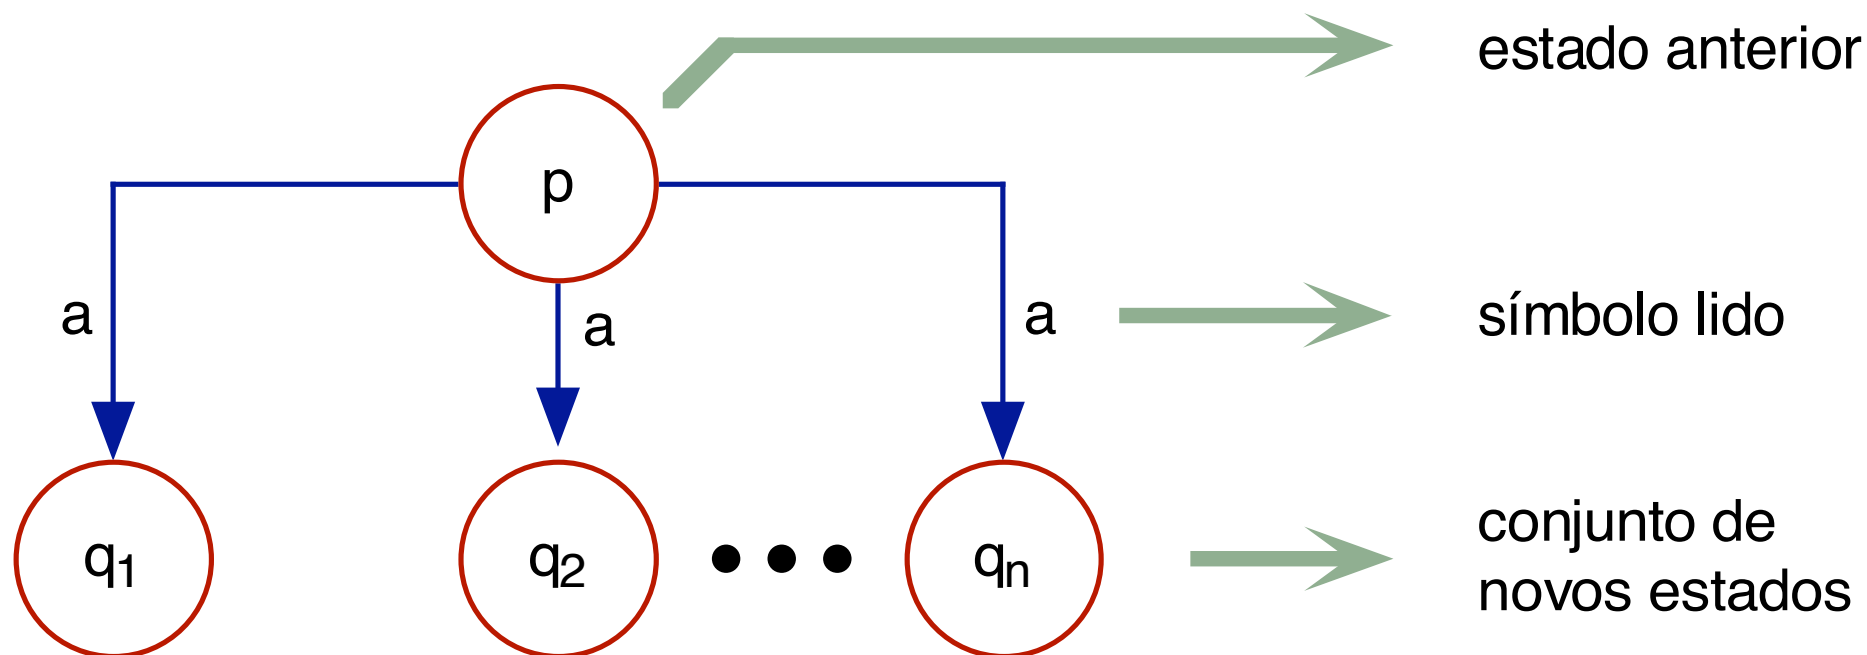 estado anterior
p
a
a
a
símbolo lido
q1
q2
qn
conjunto de
novos estados